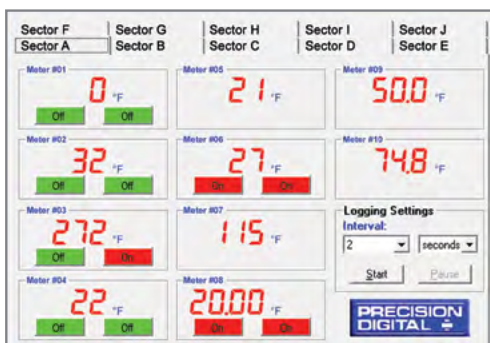 Sector F Sector G Sector H Sector I Sector J
Sector A Sector B Sector C Sector D Sector E
Meter #01
0 °F
Off Off
Meter #02
32 °F
Off Off
Meter #03
272 °F
Off On
Meter #04
22 °F
Off Off
Meter #05
21 °F
Meter #06
27 °F
On On
Meter #07
115 °F
Meter #08
20.00 °F
On On
Meter #09
50.0 °F
Meter #10
74.8 °F
Logging Settings
Interval:
2 seconds
Start Pause
PRECISION
DIGITAL